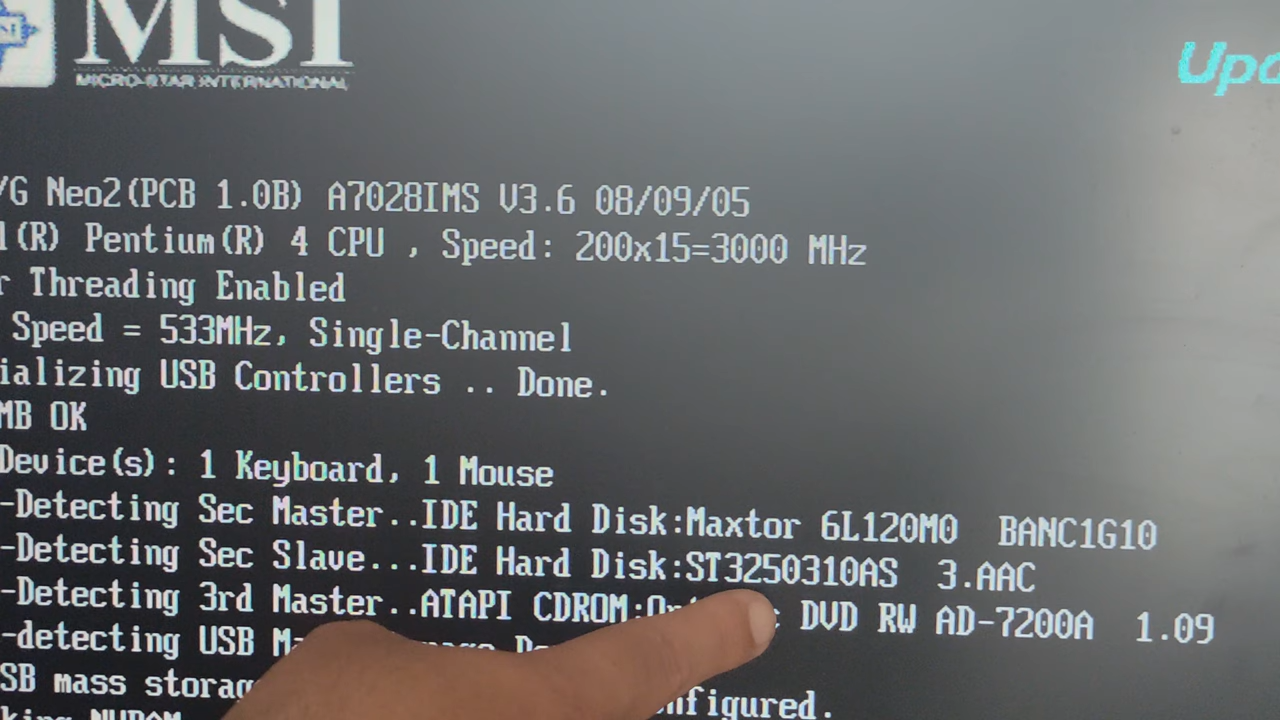 MSI
MICRO-STAR INTERNATIONAL
/G Neo2(PCB 1.0B) A7028IMS V3.6 08/09/05
l(R) Pentium(R) 4 CPU , Speed: 200x15=3000 MHz
r Threading Enabled
Speed = 533MHz, Single-Channel
ializing USB Controllers .. Done.
MB OK
Device(s): 1 Keyboard, 1 Mouse
-Detecting Sec Master..IDE Hard Disk:Maxtor 6L120M0 BANC1G10
-Detecting Sec Slave...IDE Hard Disk:ST3250310AS 3.AAC
-Detecting 3rd Master..ATAPI CDROM: DVD RW AD-7200A 1.09
-detecting USB
SB mass storag
nfigured.
king NVRAM